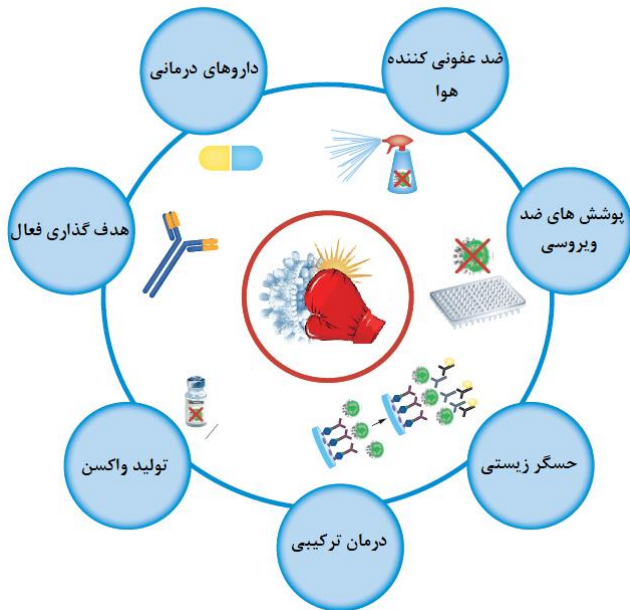 ضد عفونی کننده
هوا
داروهای درمانی
پوشش های ضد
ویروسی
هدف گذاری فعال
حسگر زیستی
تولید واکسن
درمان ترکیبی